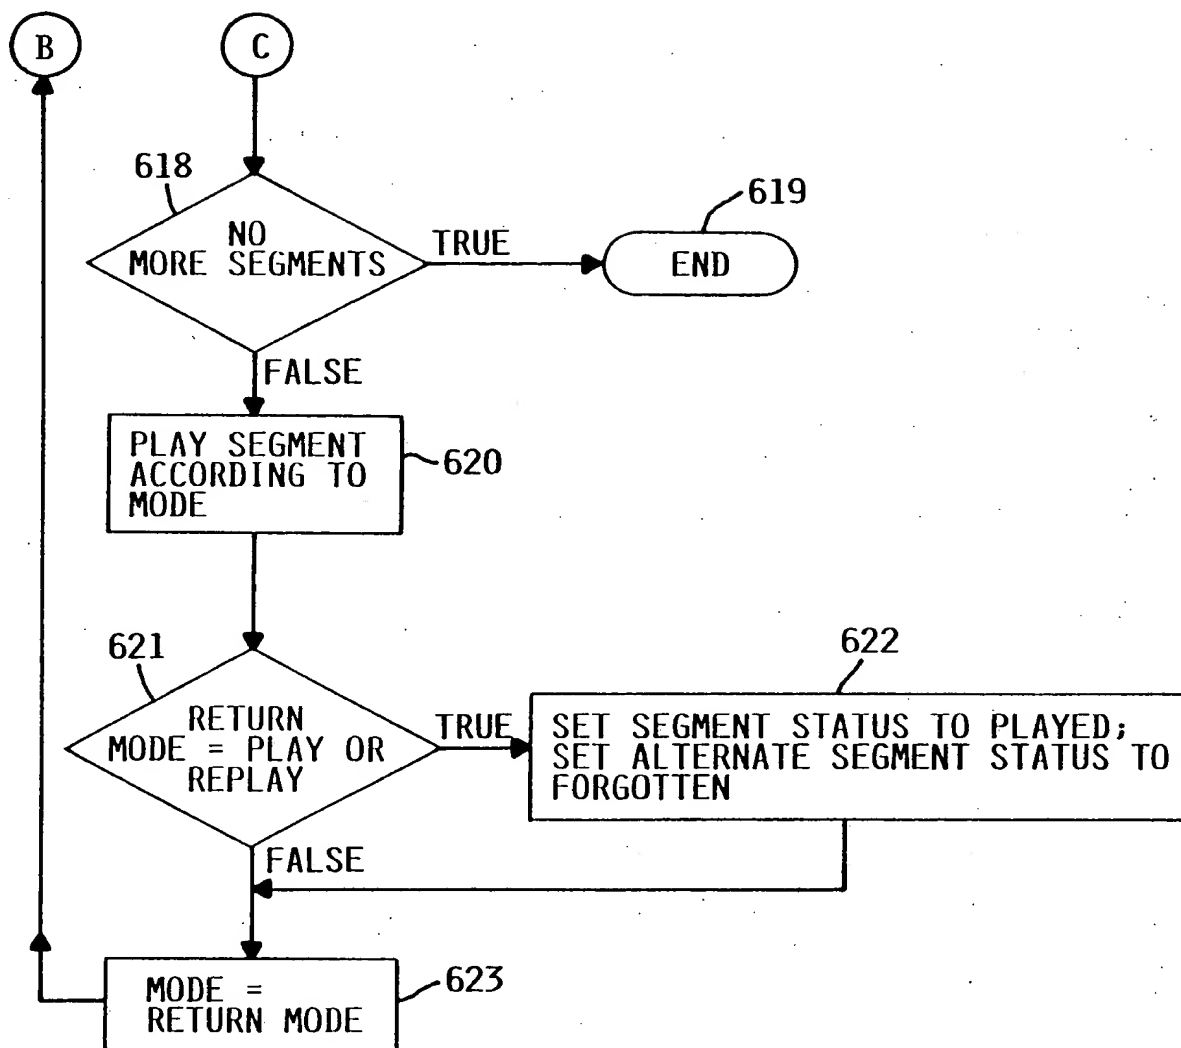 B
C
618
NO
MORE SEGMENTS
TRUE
619
END
FALSE
PLAY SEGMENT
ACCORDING TO
MODE
620
621
RETURN
MODE = PLAY OR
REPLAY
TRUE
622
SET SEGMENT STATUS TO PLAYED;
SET ALTERNATE SEGMENT STATUS TO
FORGOTTEN
FALSE
MODE =
RETURN MODE
623